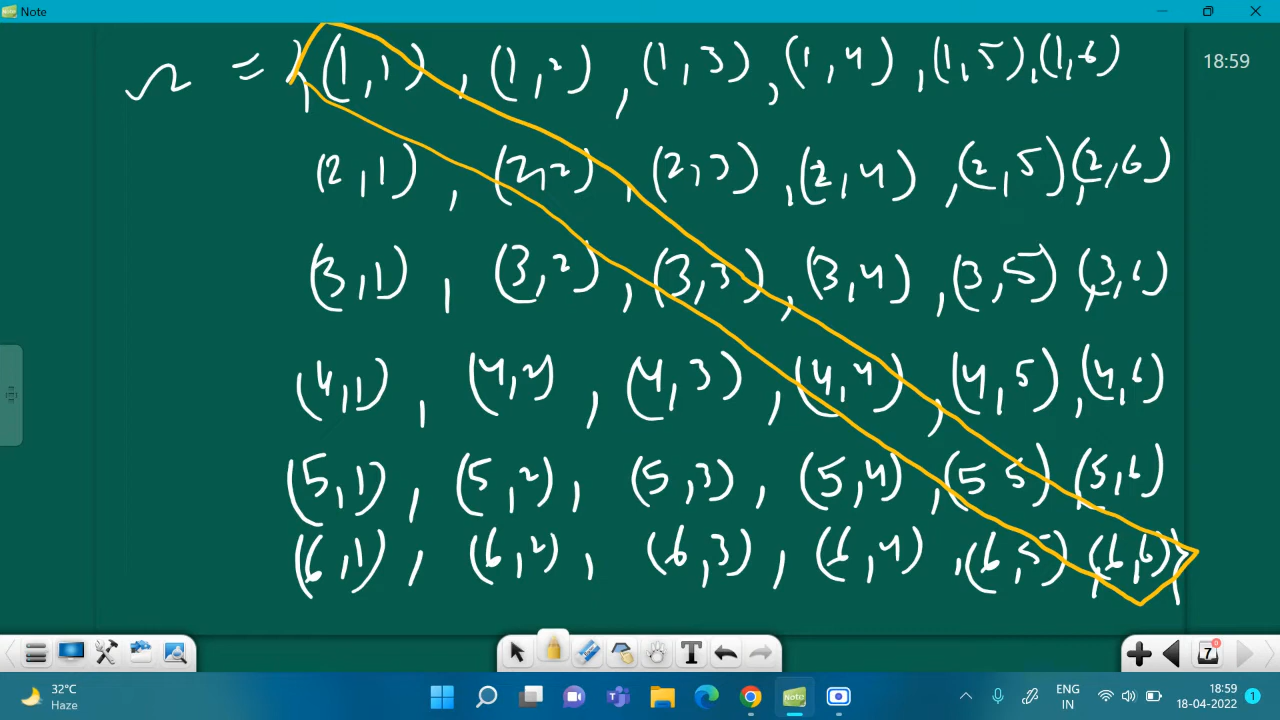 Note
18:59
Ω = {(1,1), (1,2), (1,3), (1,4), (1,5), (1,6)
(2,1), (2,2), (2,3), (2,4), (2,5), (2,6)
(3,1), (3,2), (3,3), (3,4), (3,5), (3,6)
(4,1), (4,2), (4,3), (4,4), (4,5), (4,6)
(5,1), (5,2), (5,3), (5,4), (5 5), (5,6)
(6,1), (6,2), (6,3), (6,4), (6,5), (6,6)}
T
7
32°C
Haze
ENG
IN
18:59
18-04-2022
1